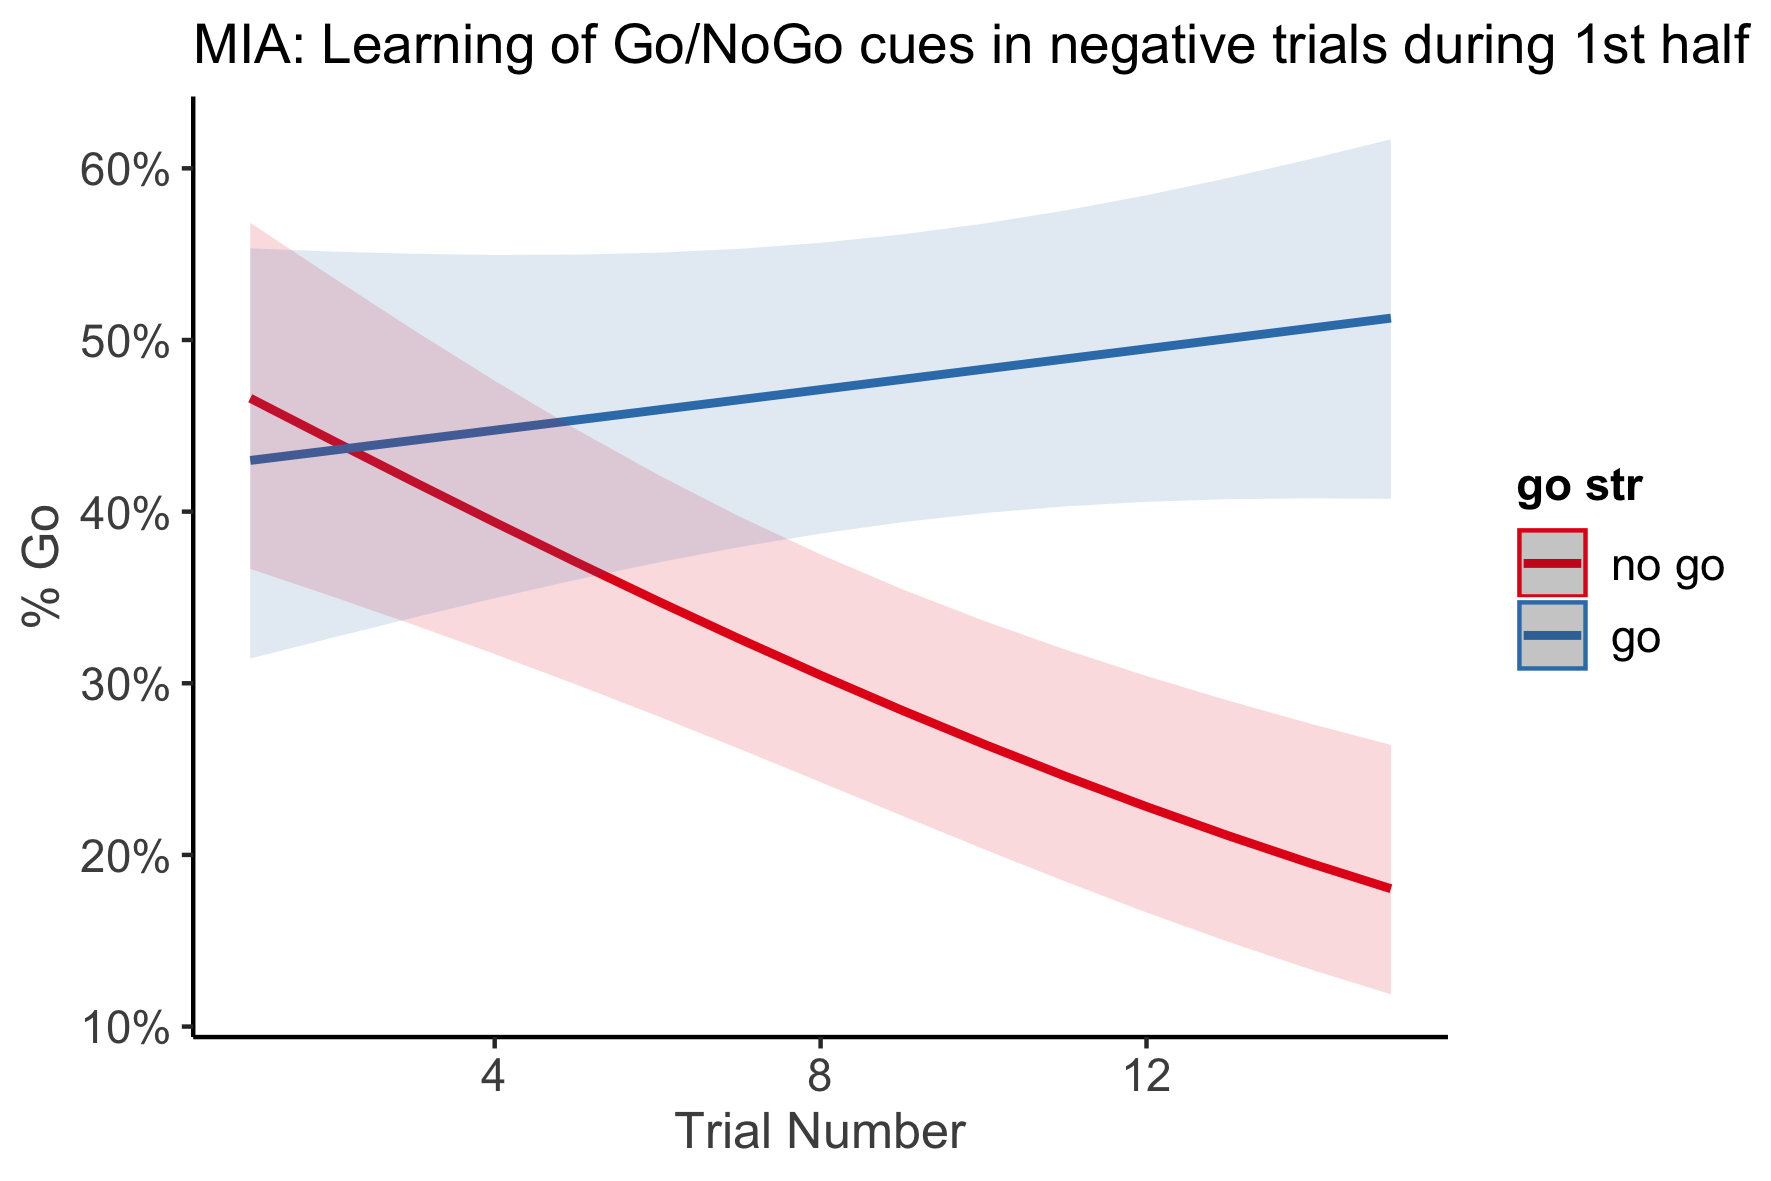 MIA: Learning of Go/NoGo cues in negative trials during 1st half
60%
50%
40%
30%
20%
10%
% Go
4 8 12
Trial Number
go str
no go
go